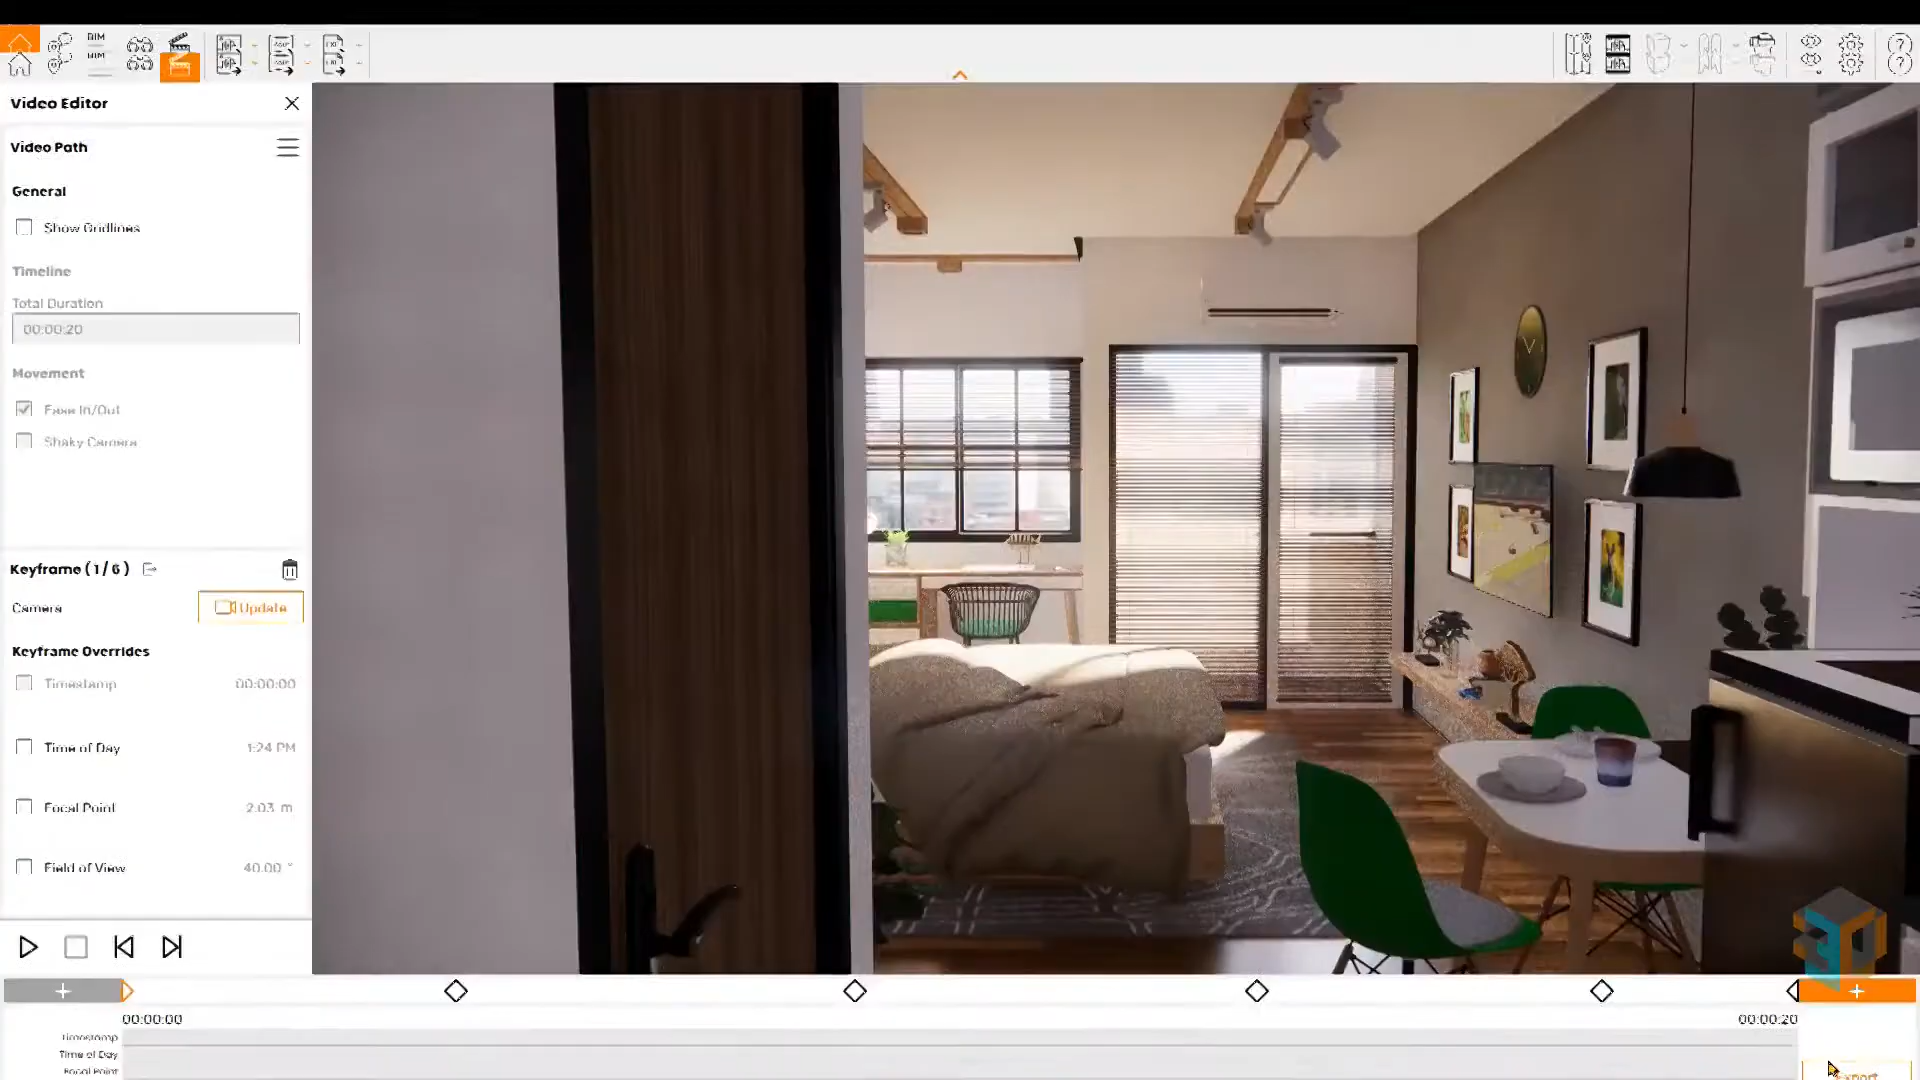 BIM
Video Editor
Video Path
General
Show Gridlines
Timeline
Total Duration
00:00:20
Movement
Ease In/Out
Shaky Camera
Keyframe (1/6)
Camera
Update
Keyframe Overrides
Timestamp 00:00:00
Time of Day 1:24 PM
Focal Point 2.03 m
Field of View 40.00 °
3D
00:00:00 00:00:20
Timestamp
Time of Day
Focal Point
Export